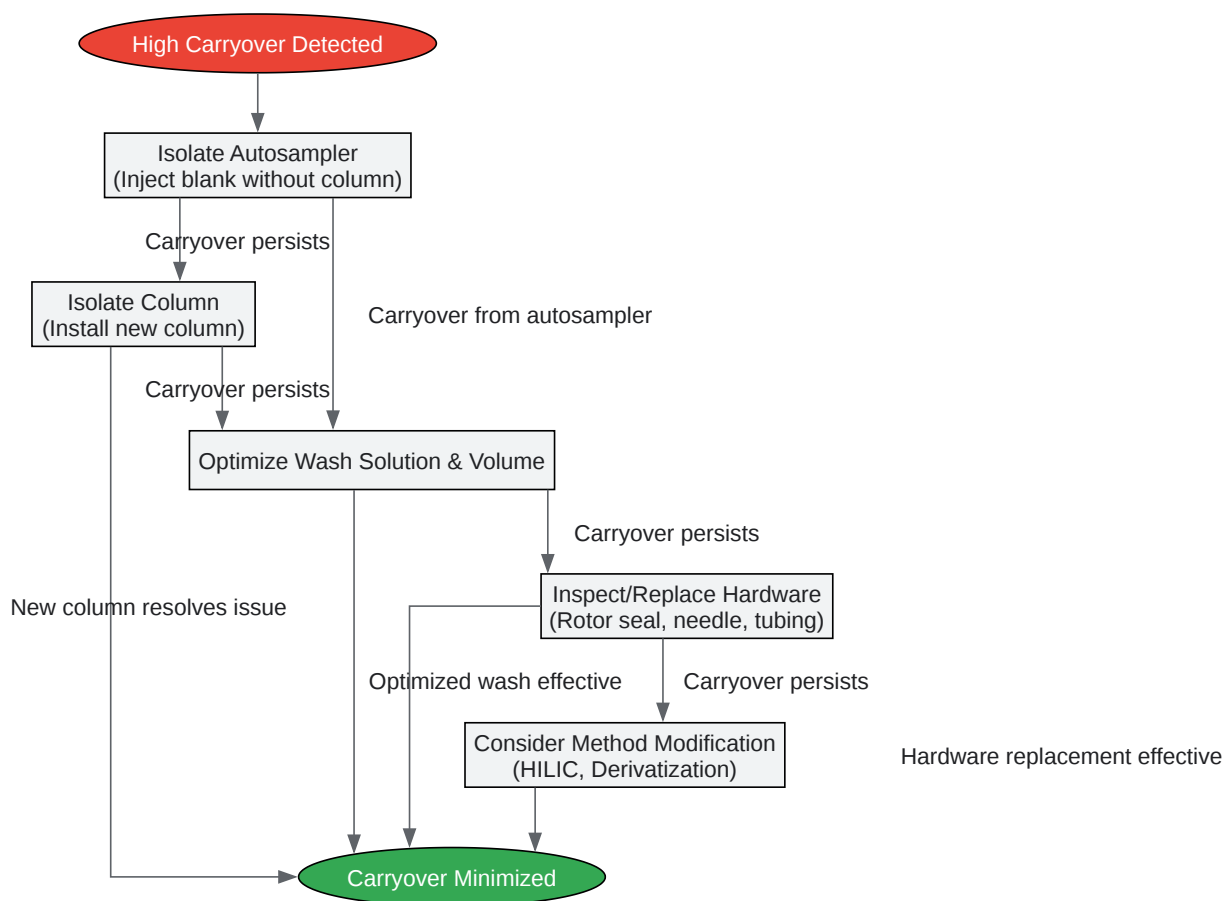 High Carryover Detected
Isolate Autosampler
(Inject blank without column)
Carryover persists
Isolate Column
(Install new column)
Carryover from autosampler
Carryover persists
Optimize Wash Solution & Volume
Carryover persists
Inspect/Replace Hardware
(Rotor seal, needle, tubing)
New column resolves issue
Optimized wash effective
Carryover persists
Consider Method Modification
(HILIC, Derivatization)
Hardware replacement effective
Carryover Minimized